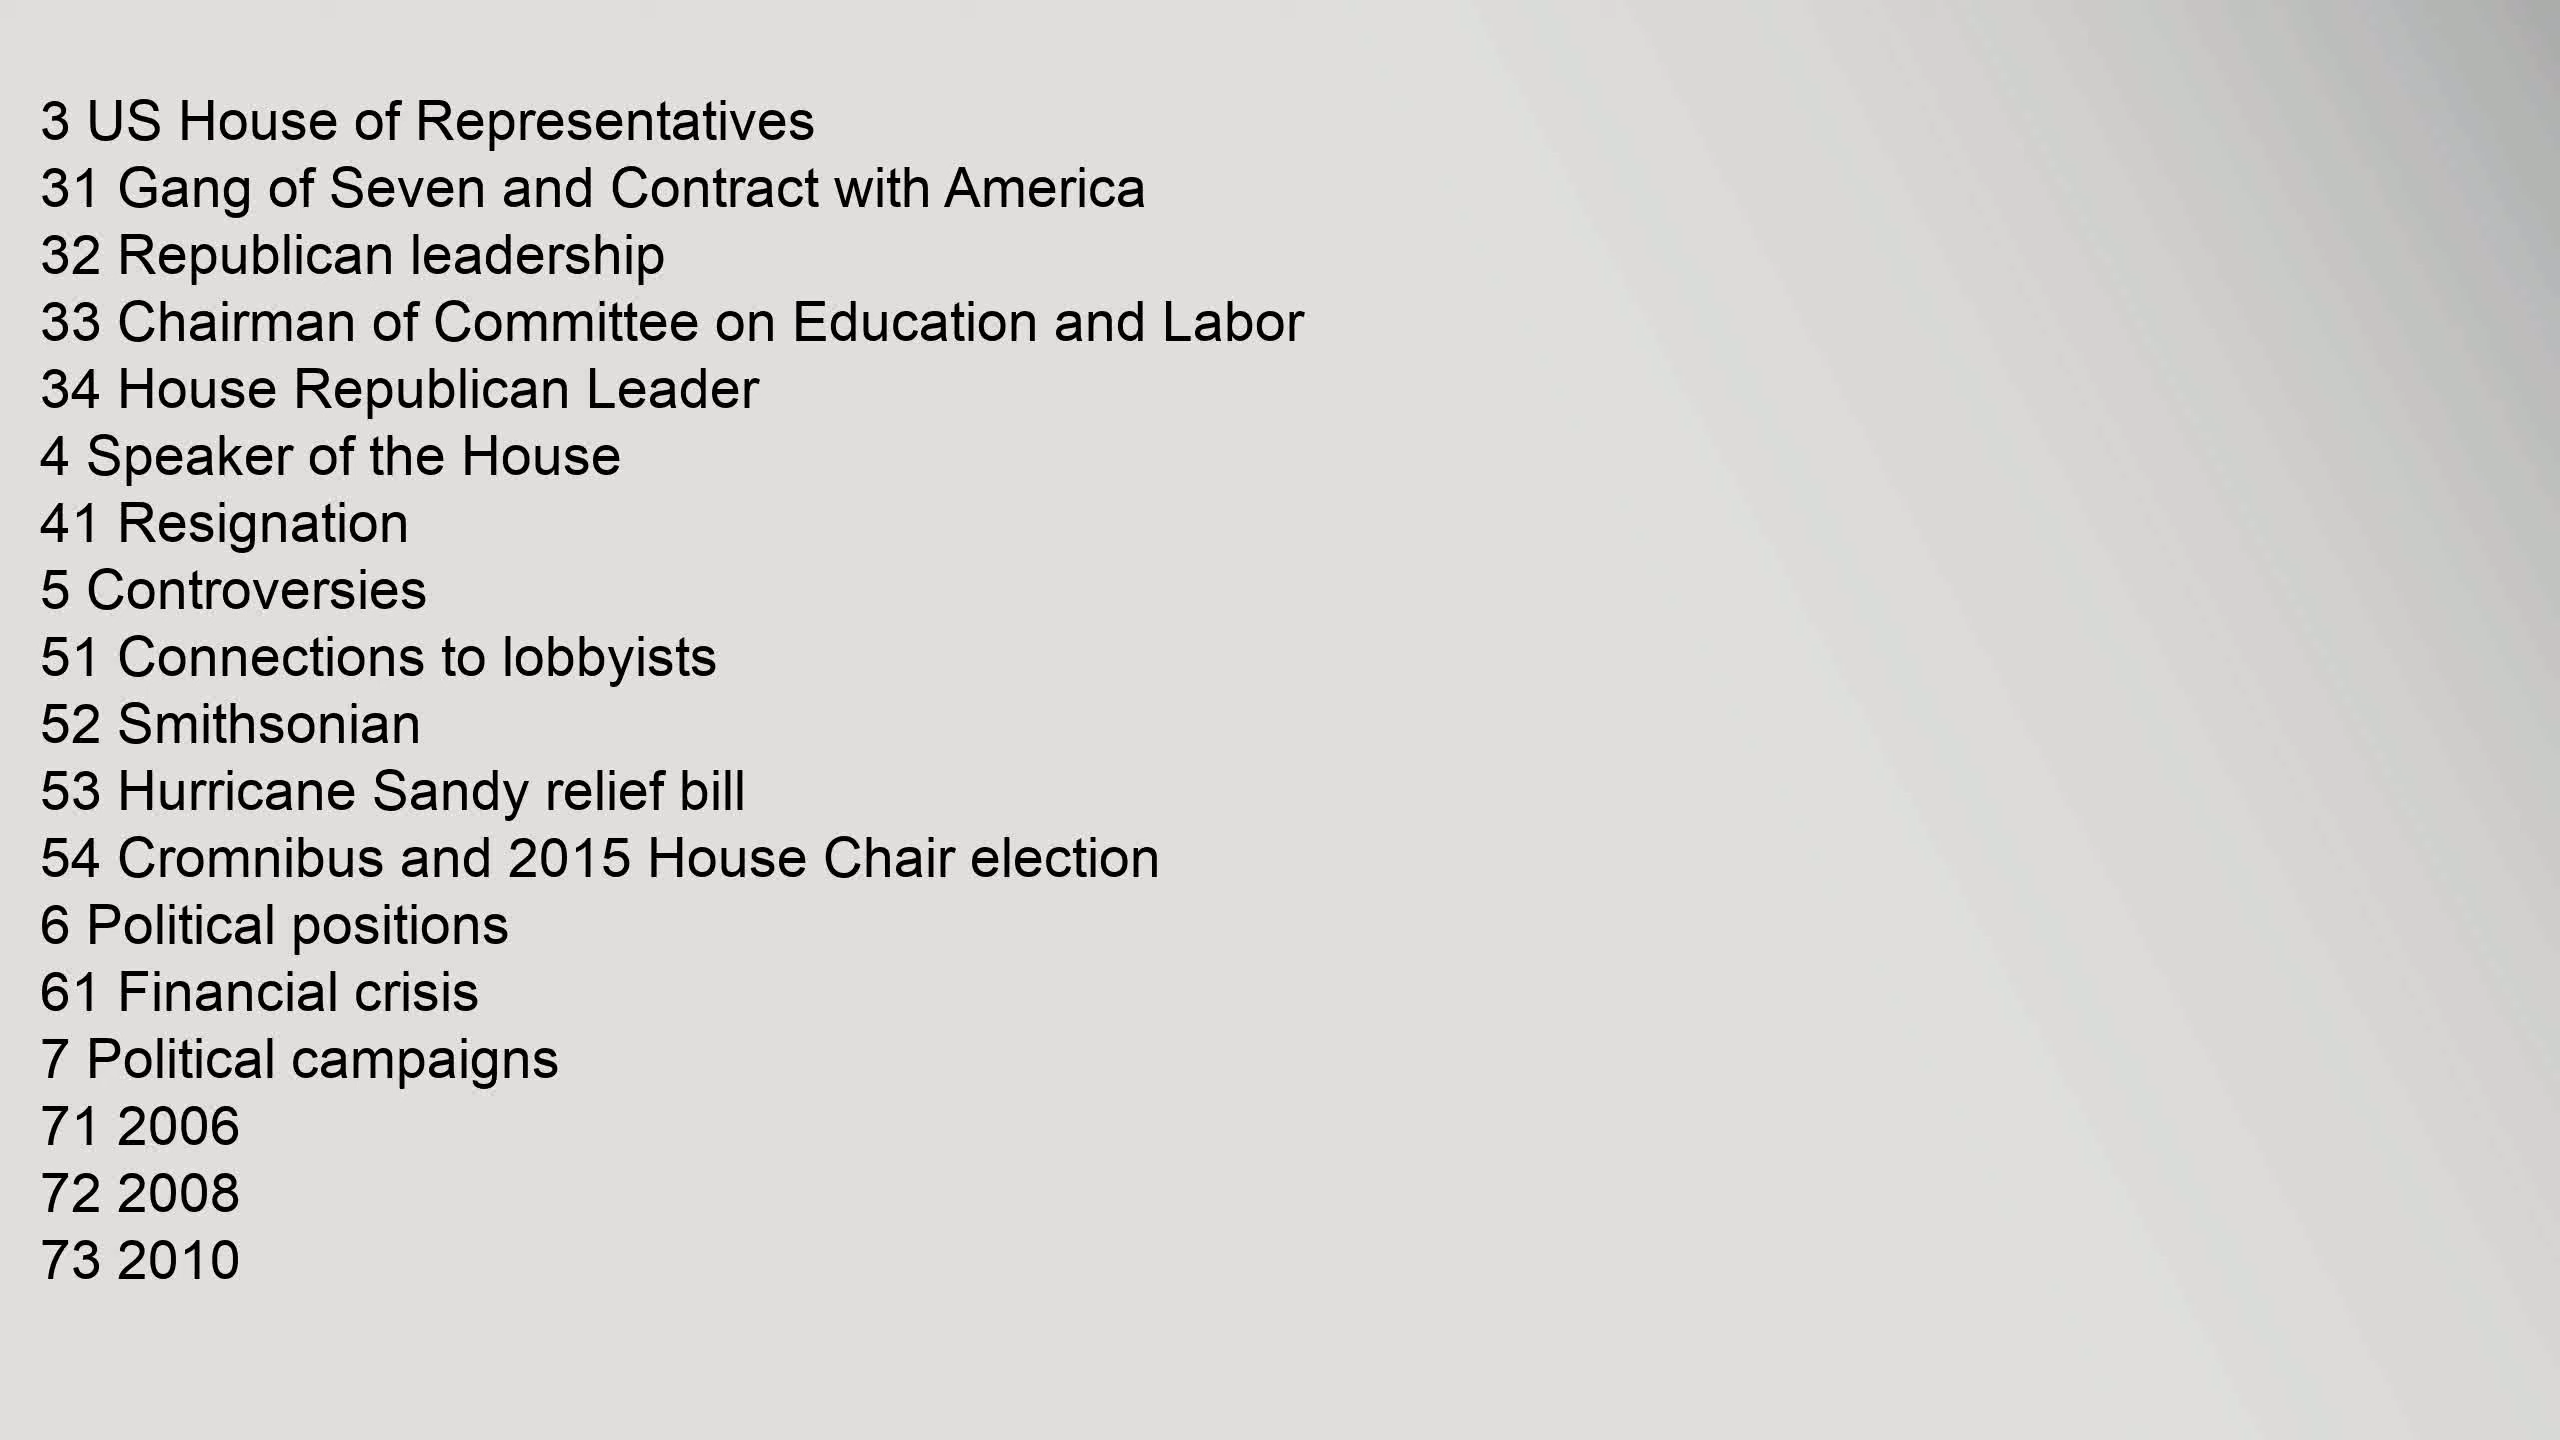 3 US House of Representatives
31 Gang of Seven and Contract with America
32 Republican leadership
33 Chairman of Committee on Education and Labor
34 House Republican Leader
4 Speaker of the House
41 Resignation
5 Controversies
51 Connections to lobbyists
52 Smithsonian
53 Hurricane Sandy relief bill
54 Cromnibus and 2015 House Chair election
6 Political positions
61 Financial crisis
7 Political campaigns
71 2006
72 2008
73 2010